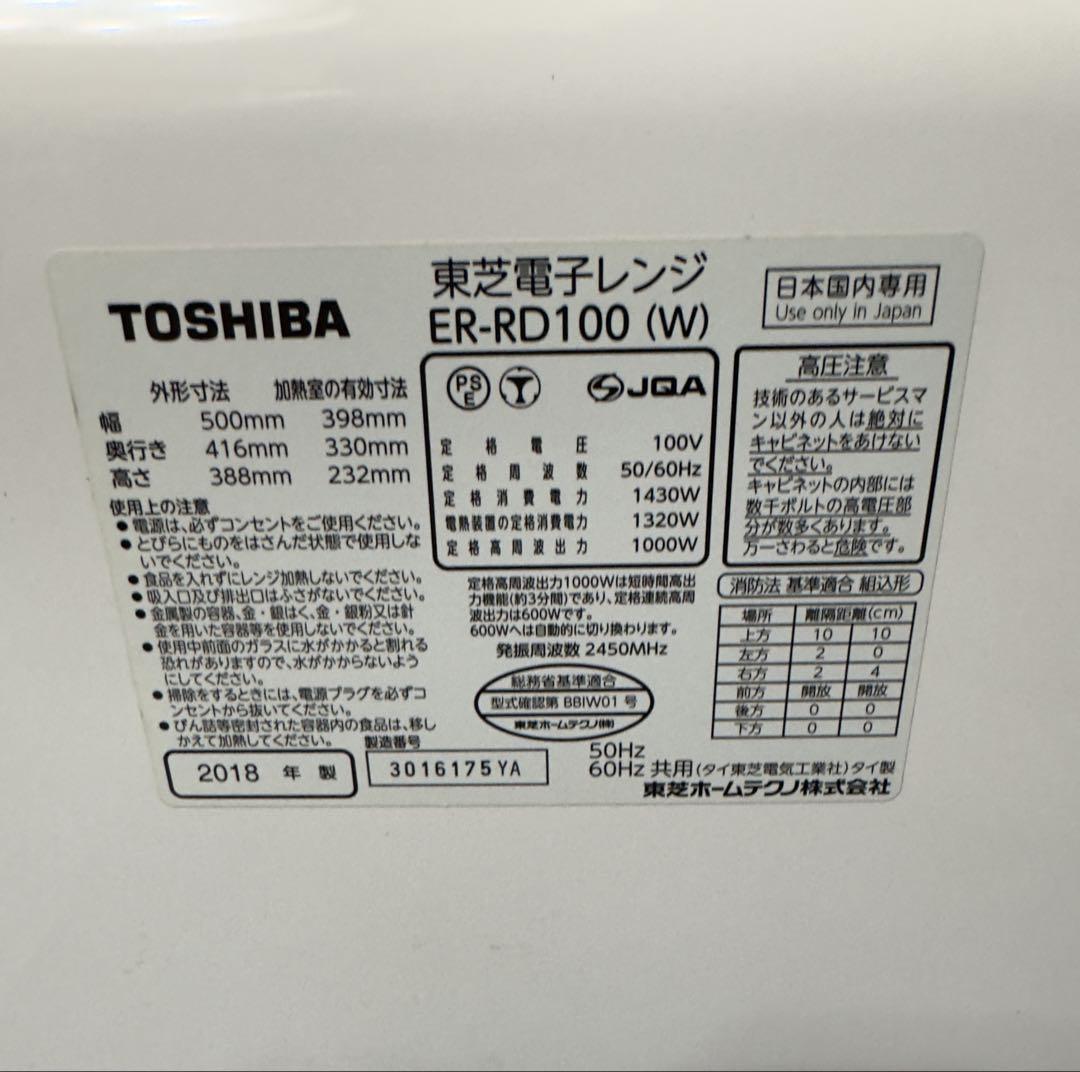 TOSHIBA
東芝電子レンジ
ER-RD100 (W)
日本国内専用
Use only in Japan
外形寸法 加熱室の有効寸法
幅 500mm 398mm
奥行き 416mm 330mm
高さ 388mm 232mm
使用上の注意
●電源は、必ずコンセントをご使用ください。
●とびらにものをはさんだ状態で使用しな
いでください。
●食品を入れずにレンジ加熱しないでください。
●吸入口及び排出口はふさがないでください。
●金属製の容器、金・銀はく、金・銀粉又は針
金を用いた容器等を使用しないでください。
●使用中前面のガラスに水がかかると割れる
恐れがありますので、水がかからないよう
にしてください。
●掃除をするときには、電源プラグを必ずコ
ンセントから抜いてください。
●びん詰等密封された容器内の食品は、移し
かえて加熱してください。
2018 年 製
製造番号
3016175YA
PS
E
JQA
定格電圧 100V
定格周波数 50/60Hz
定格消費電力 1430W
電熱装置の定格消費電力 1320W
定格高周波出力 1000W
定格高周波出力1000Wは短時間高出
力機能(約3分間)であり、定格連続高周
波出力は600Wです。
600Wへは自動的に切り換わります。
発振周波数 2450MHz
総務省基準適合
型式確認第 BBIW01 号
東芝ホームテクノ(株)
高圧注意
技術のあるサービスマ
ン以外の人は絶対に
キャビネットをあけない
でください。
キャビネットの内部には
数千ボルトの高電圧部
分が数多くあります。
万一さわると危険です。
消防法 基準適合 組込形
場所 離隔距離(cm)
上方 10 10
左方 2 0
右方 2 4
前方 開放 開放
後方 0 0
下方 0 0
50Hz
60Hz 共用(タイ東芝電気工業社)タイ製
東芝ホームテクノ株式会社